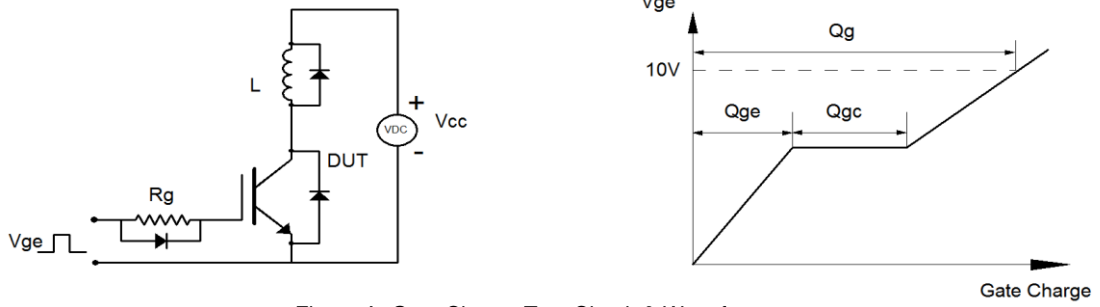 L
VDC
+
-
Vcc
DUT
Rg
Vge
Vge
Qg
10V
Qge
Qgc
Gate Charge